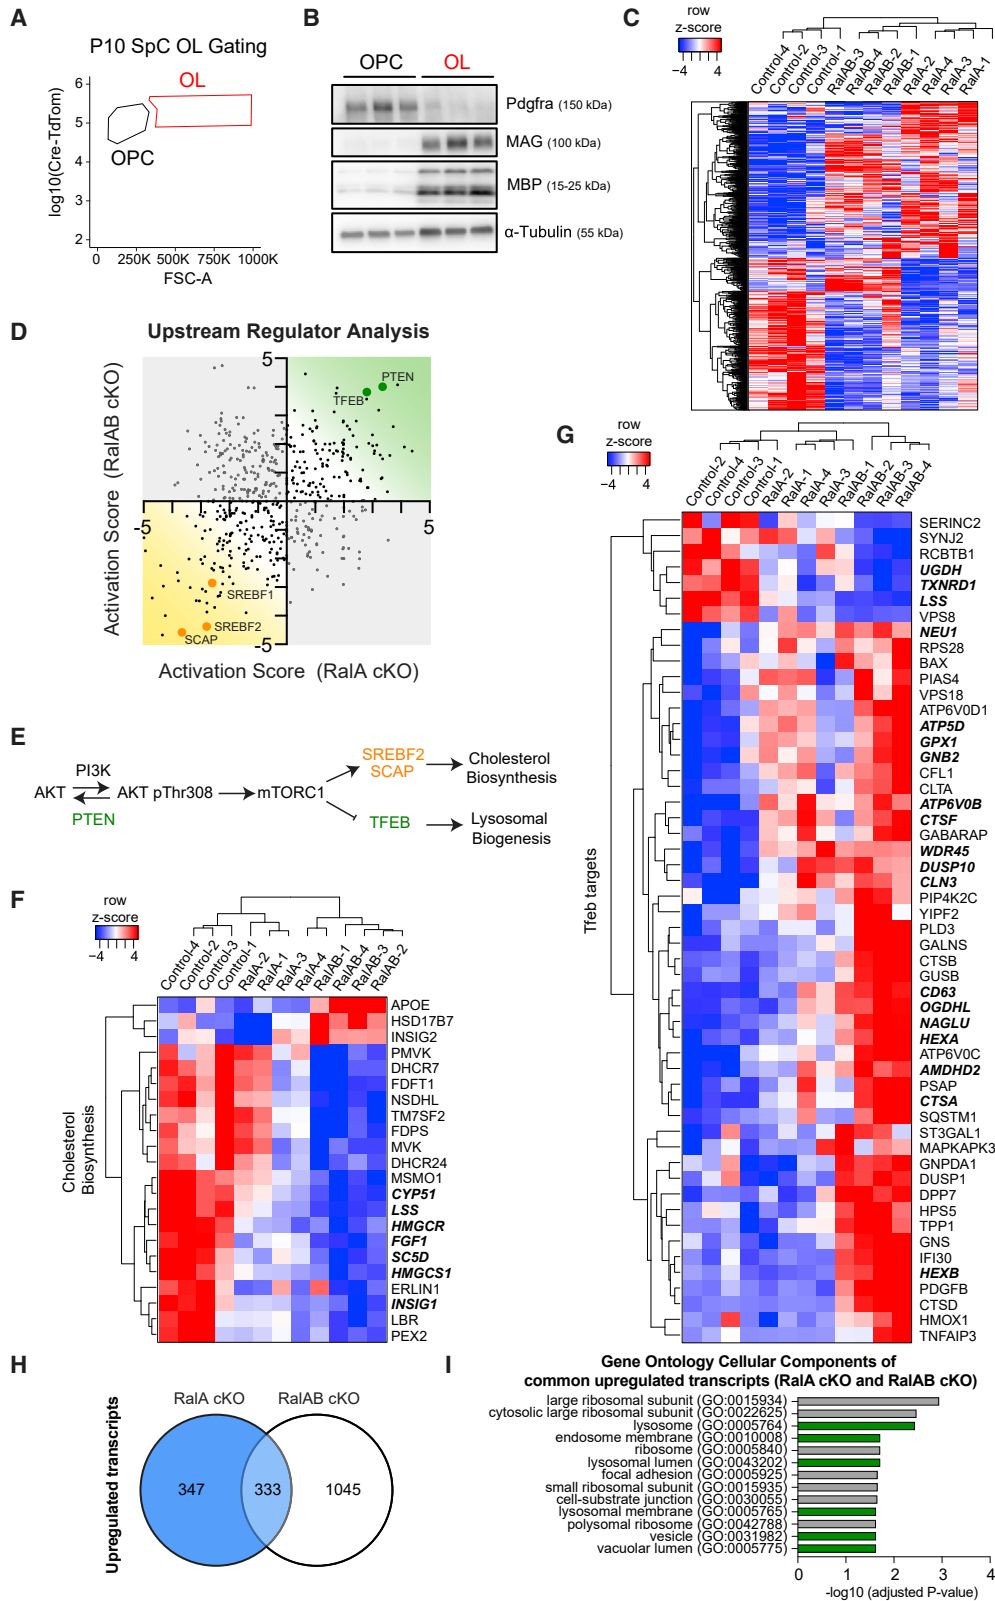 A
P10 SpC OL Gating
OL
OPC
log10(Cre-TdTom)
6
5
4
3
2
0
250K
500K
750K
1000K
FSC-A
B
OPC
OL
Pdgfra (150 kDa)
MAG (100 kDa)
MBP (15-25 kDa)
α-Tubulin (55 kDa)
C
row
z-score
−4 4
Control-4
Control-2
Control-3
Control-1
RalAB-3
RalAB-4
RalAB-2
RalAB-1
RalA-2
RalA-4
RalA-3
RalA-1
D
Upstream Regulator Analysis
Activation Score (RalAB cKO)
5
PTEN
TFEB
-5
5
SREBF1
SREBF2
SCAP
-5
Activation Score (RalA cKO)
E
AKT
PI3K
PTEN
AKT pThr308
mTORC1
SREBF2
SCAP
Cholesterol
Biosynthesis
TFEB
Lysosomal
Biogenesis
F
row
z-score
−4 4
Control-4
Control-2
Control-3
Control-1
RalA-2
RalA-1
RalA-3
RalA-4
RalAB-1
RalAB-4
RalAB-3
RalAB-2
Cholesterol
Biosynthesis
APOE
HSD17B7
INSIG2
PMVK
DHCR7
FDFT1
NSDHL
TM7SF2
FDPS
MVK
DHCR24
MSMO1
CYP51
LSS
HMGCR
FGF1
SC5D
HMGCS1
ERLIN1
INSIG1
LBR
PEX2
G
row
z-score
−4 4
Control-2
Control-4
Control-3
Control-1
RalA-2
RalA-1
RalA-4
RalA-3
RalAB-1
RalAB-2
RalAB-3
RalAB-4
Tfeb targets
SERINC2
SYNJ2
RCBTB1
UGDH
TXNRD1
LSS
VPS8
NEU1
RPS28
BAX
PIAS4
VPS18
ATP6V0D1
ATP5D
GPX1
GNB2
CFL1
CLTA
ATP6V0B
CTSF
GABARAP
WDR45
DUSP10
CLN3
PIP4K2C
YIPF2
PLD3
GALNS
CTSB
GUSB
CD63
OGDHL
NAGLU
HEXA
ATP6V0C
AMDHD2
PSAP
CTSA
SQSTM1
ST3GAL1
MAPKAPK3
GNPDA1
DUSP1
DPP7
HPS5
TPP1
GNS
IFI30
HEXB
PDGFB
CTSD
HMOX1
TNFAIP3
H
Upregulated transcripts
RalA cKO
RalAB cKO
347
333
1045
I
Gene Ontology Cellular Components of
common upregulated transcripts (RalA cKO and RalAB cKO)
large ribosomal subunit (GO:0015934)
cytosolic large ribosomal subunit (GO:0022625)
lysosome (GO:0005764)
endosome membrane (GO:0010008)
ribosome (GO:0005840)
lysosomal lumen (GO:0043202)
focal adhesion (GO:0005925)
small ribosomal subunit (GO:0015935)
cell-substrate junction (GO:0030055)
lysosomal membrane (GO:0005765)
polysomal ribosome (GO:0042788)
vesicle (GO:0031982)
vacuolar lumen (GO:0005775)
0 1 2 3 4
-log10 (adjusted P-value)